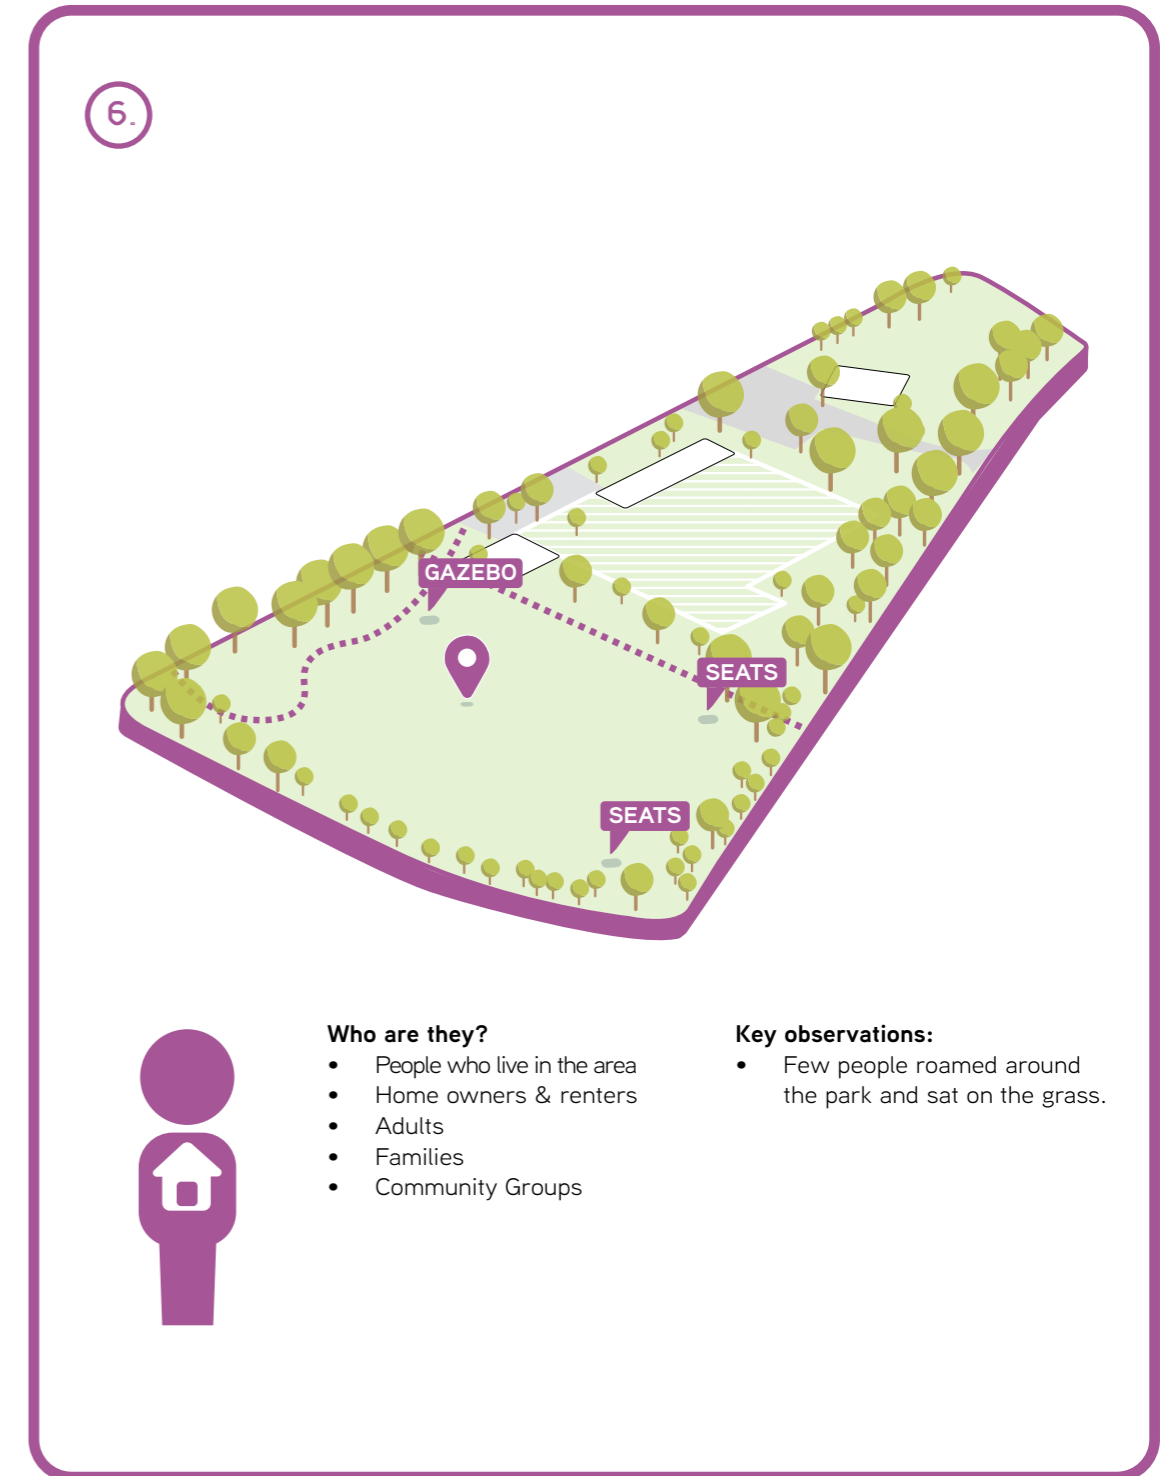 6.
GAZEBO
SEATS
SEATS
Who are they?
• People who live in the area
• Home owners & renters
• Adults
• Families
• Community Groups
Key observations:
• Few people roamed around
the park and sat on the grass.